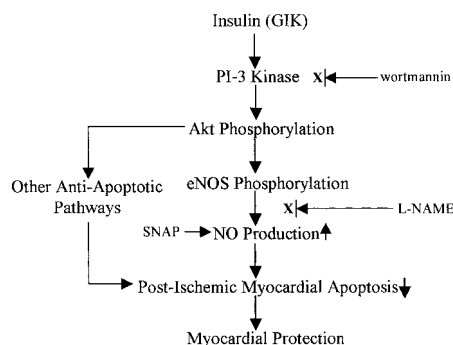 Insulin (GIK)
PI-3 Kinase X wortmannin
Akt Phosphorylation
Other Anti-Apoptotic
Pathways
eNOS Phosphorylation
X L-NAME
SNAP NO Production
Post-Ischemic Myocardial Apoptosis
Myocardial Protection